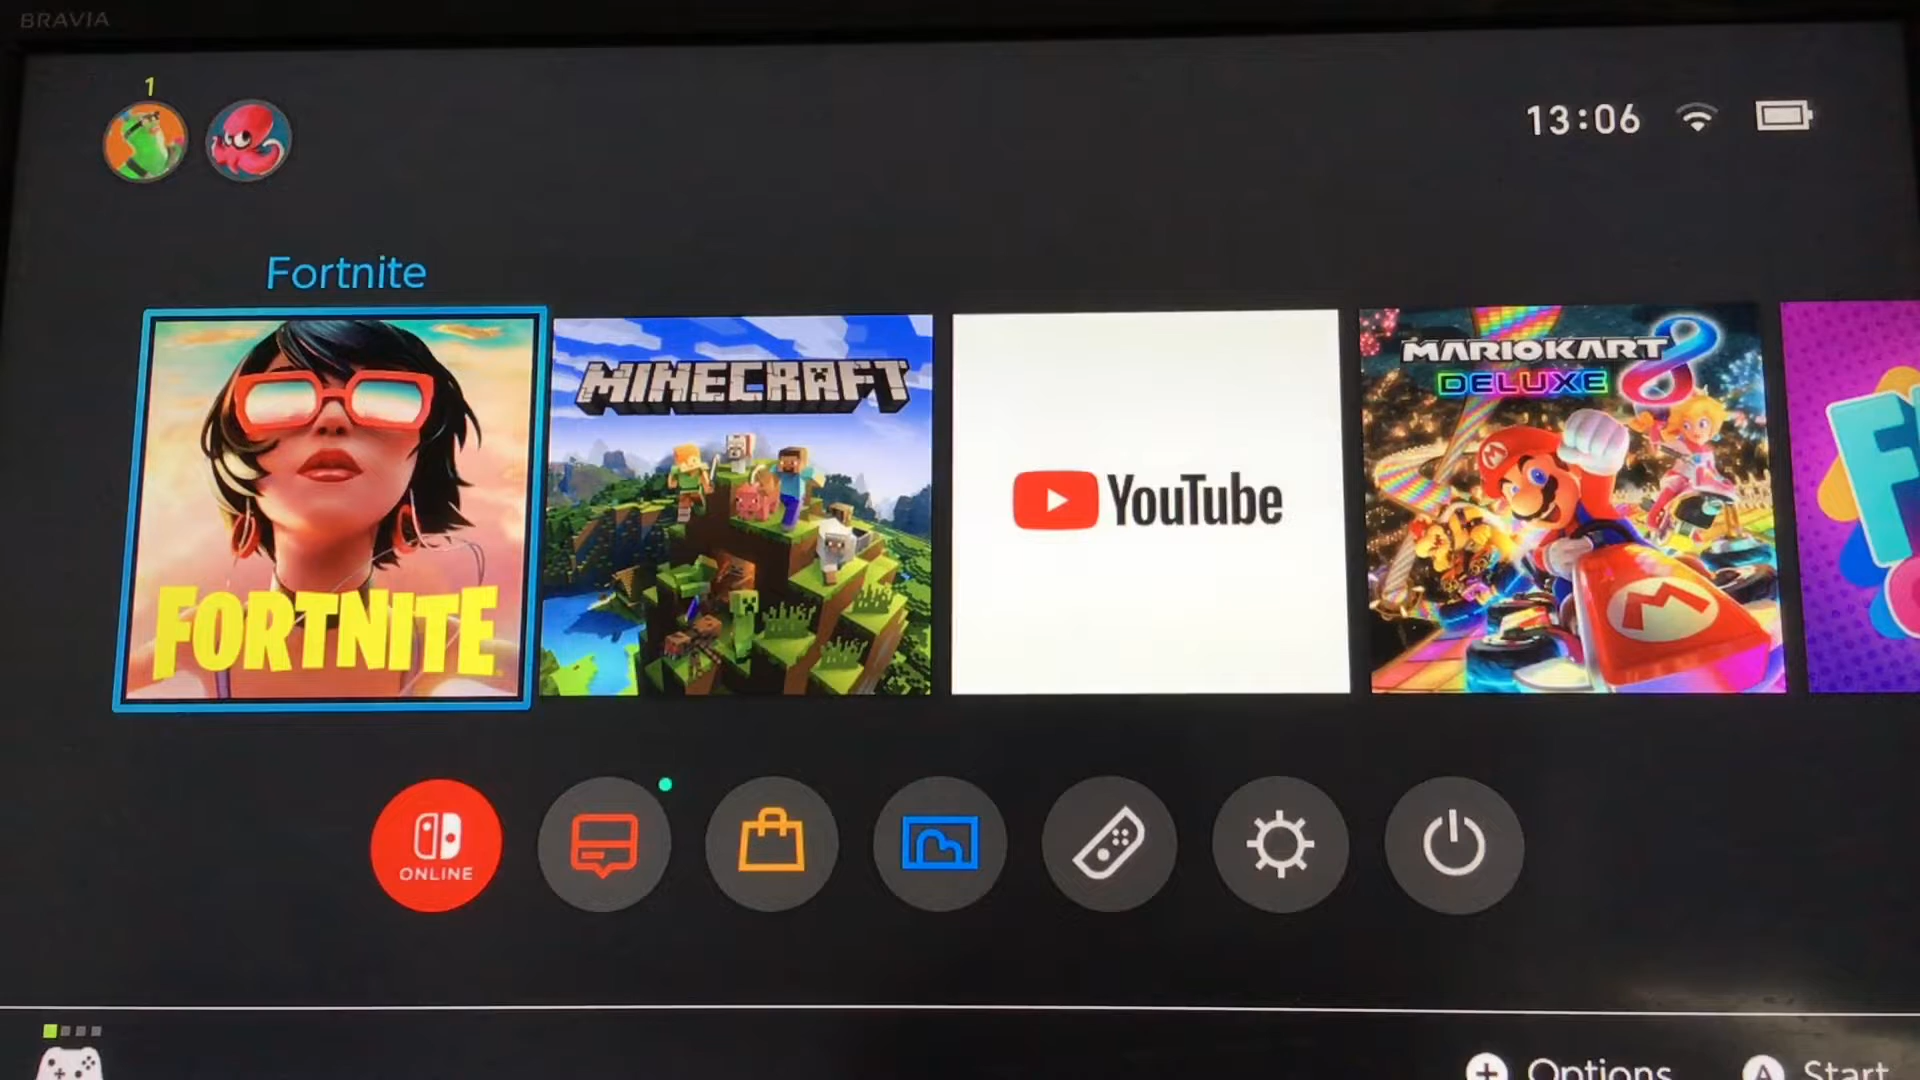 BRAVIA
1
13:06
Fortnite
FORTNITE
MINECRAFT
YouTube
MARIOKART 8
DELUXE
ONLINE
Options
A Start